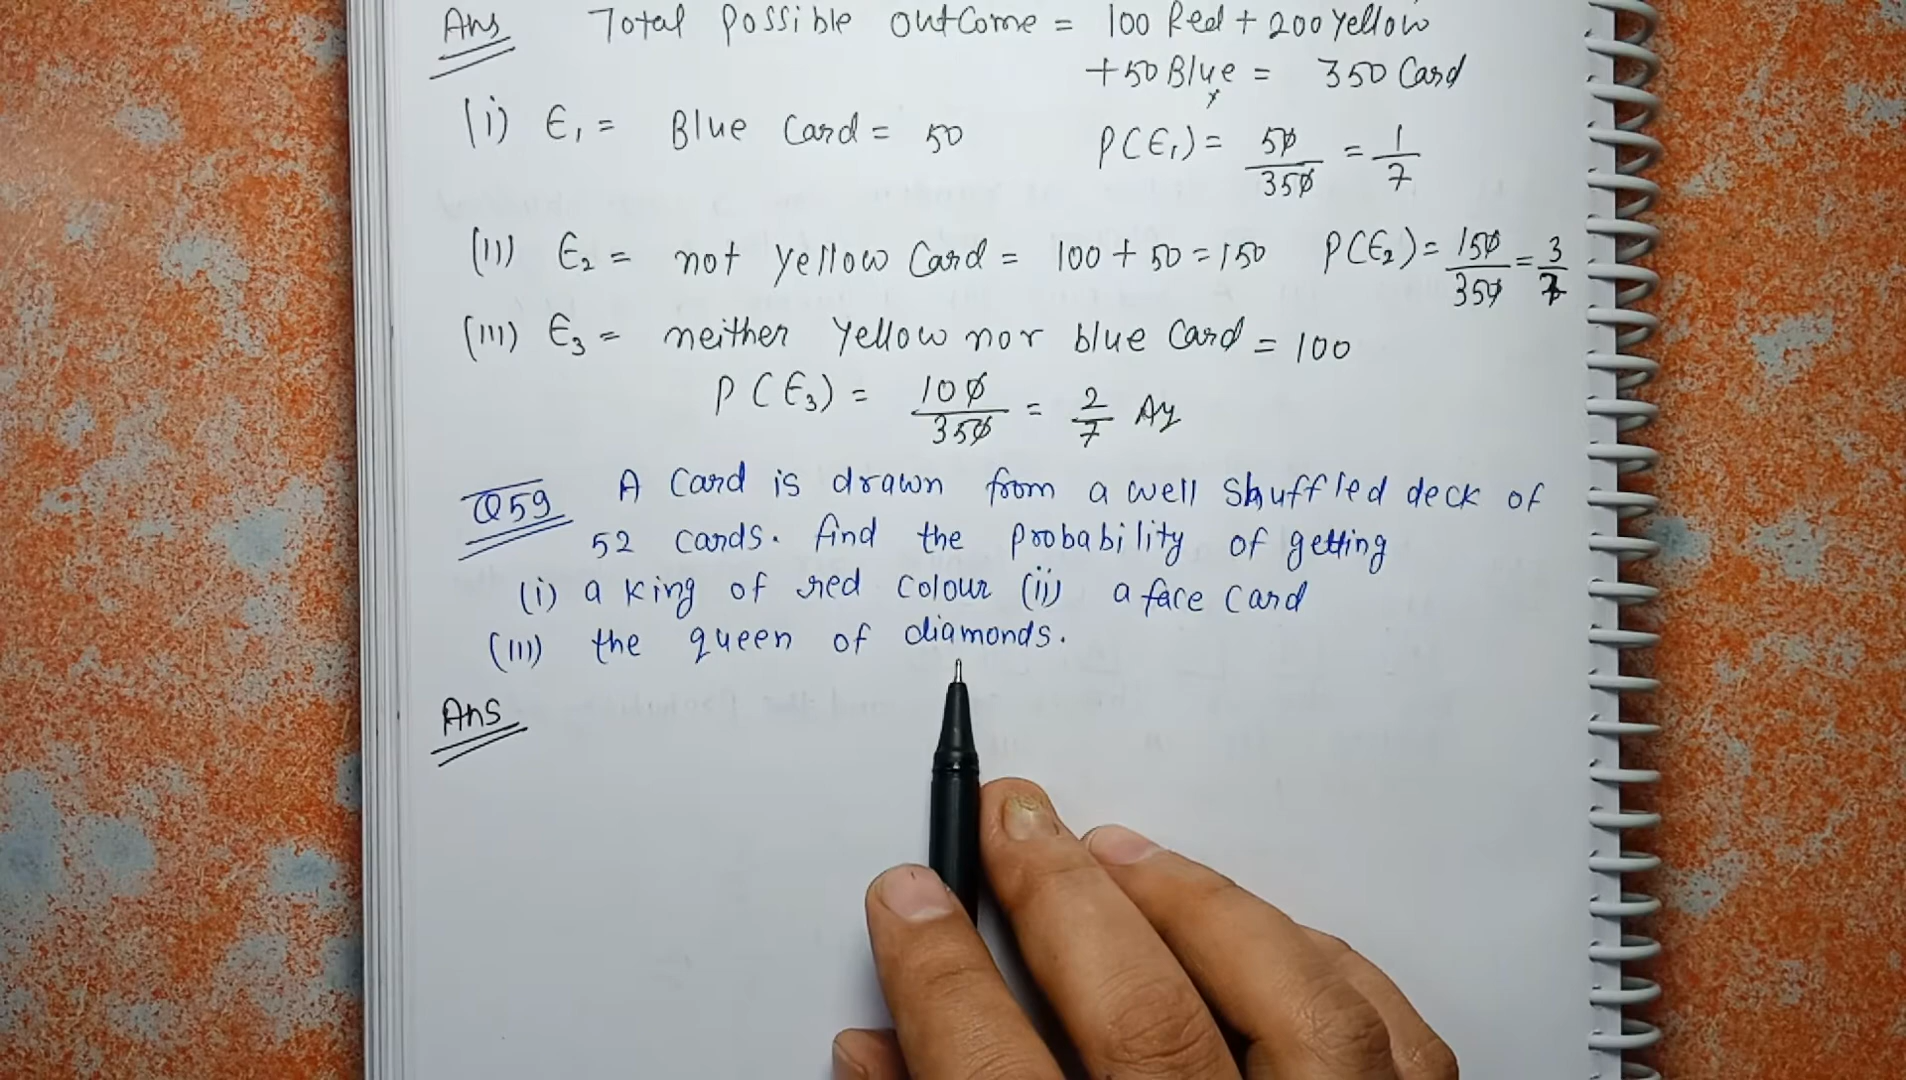 Ans Total possible outcome = 100 Red + 200 yellow
+ 50 Blue = 350 Card
(i) E₁ = Blue Card = 50 P(E₁) = 50/350 = 1/7
(ii) E₂ = not yellow Card = 100 + 50 = 150 P(E₂) = 150/350 = 3/7
(iii) E₃ = neither yellow nor blue Card = 100
P(E₃) = 100/350 = 2/7
Q59 A Card is drawn from a well shuffled deck of
52 cards. find the probability of getting
(i) a king of red colour (ii) a face card
(iii) the queen of diamonds.
Ans